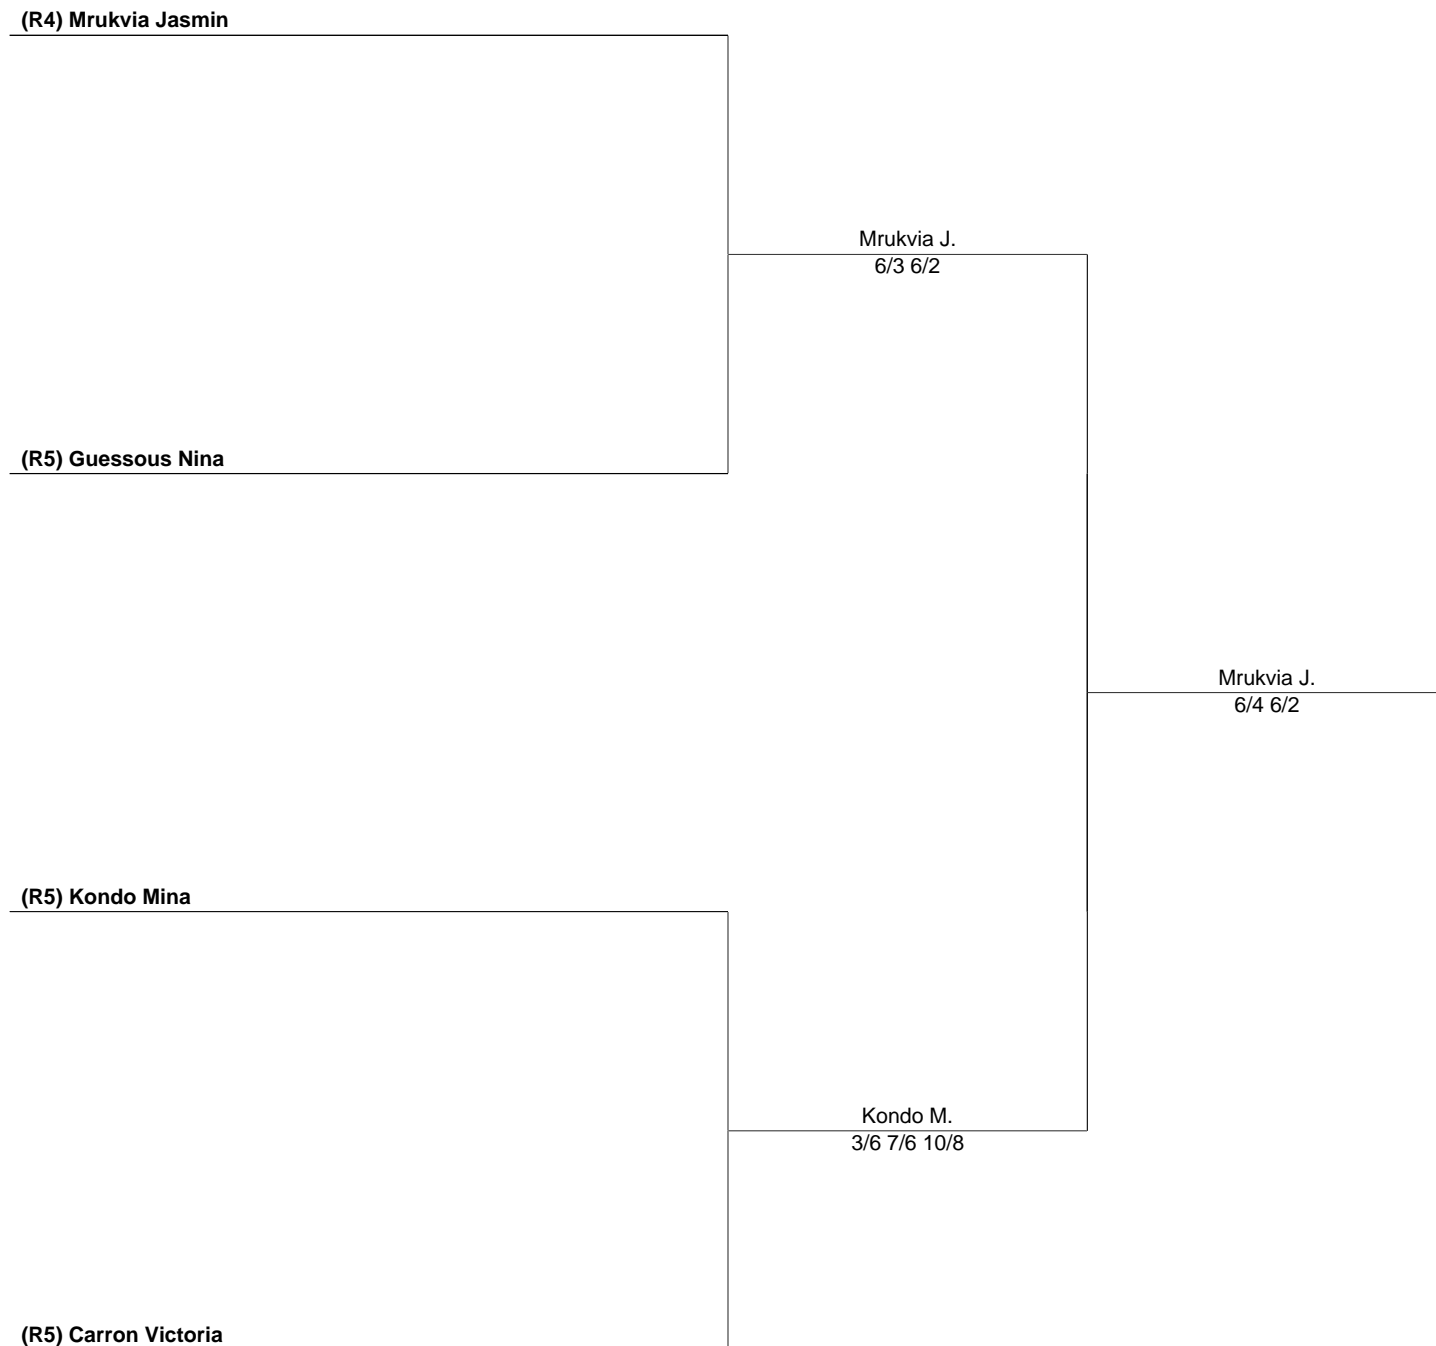 (R4) Mrukvia Jasmin
Mrukvia J.
6/3 6/2
(R5) Guessous Nina
Mrukvia J.
6/4 6/2
(R5) Kondo Mina
Kondo M.
3/6 7/6 10/8
(R5) Carron Victoria